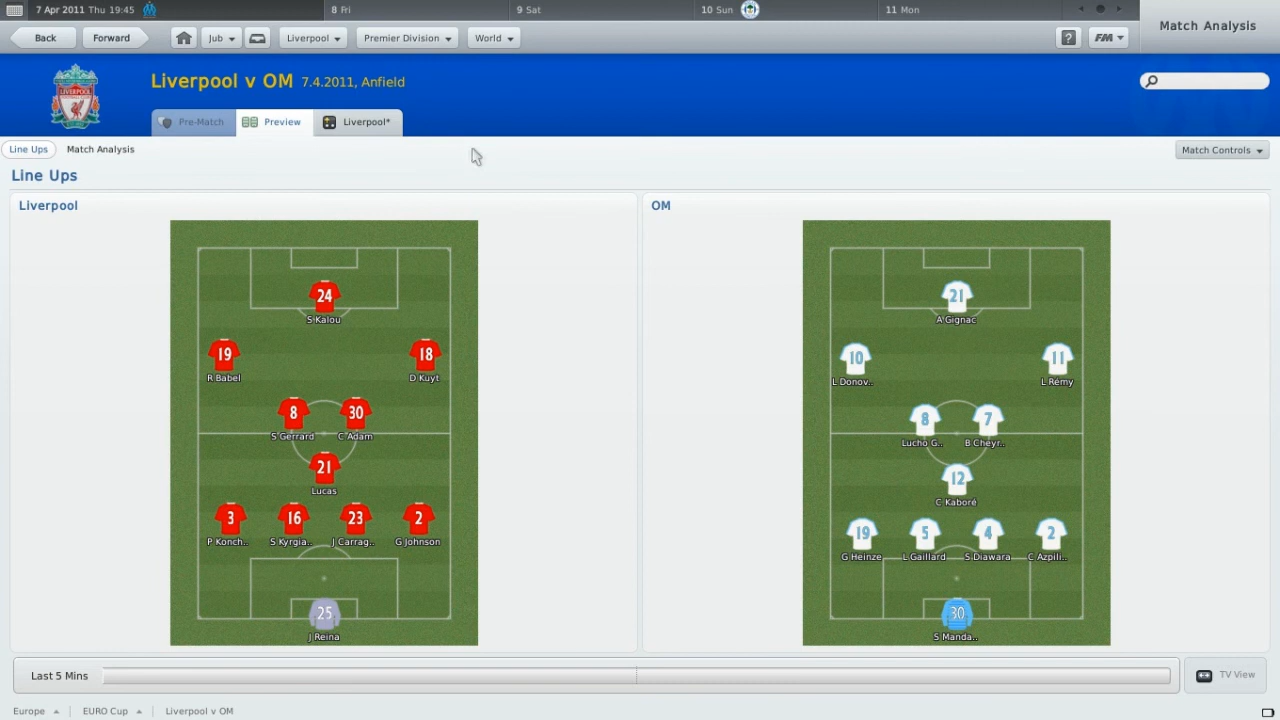 7 Apr 2011 Thu 19:45 8 Fri 9 Sat 10 Sun 11 Mon
Back Forward Job Liverpool Premier Division World ? FM Match Analysis
Liverpool v OM 7.4.2011, Anfield
Pre-Match Preview Liverpool*
Line Ups Match Analysis Match Controls
Line Ups
Liverpool
24
S Kalou
19 18
R Babel D Kuyt
8 30
S Gerrard C Adam
21
Lucas
3 16 23 2
P Konch.. S Kyrgia.. J Carrag.. G Johnson
25
J Reina
OM
21
A Gignac
10 11
L Donov.. L Rémy
8 7
Lucho G.. B Cheyr..
12
C Kaboré
19 5 4 2
G Heinze L Gaillard S Diawara C Azpili..
30
S Manda..
Last 5 Mins TV View
Europe EURO Cup Liverpool v OM